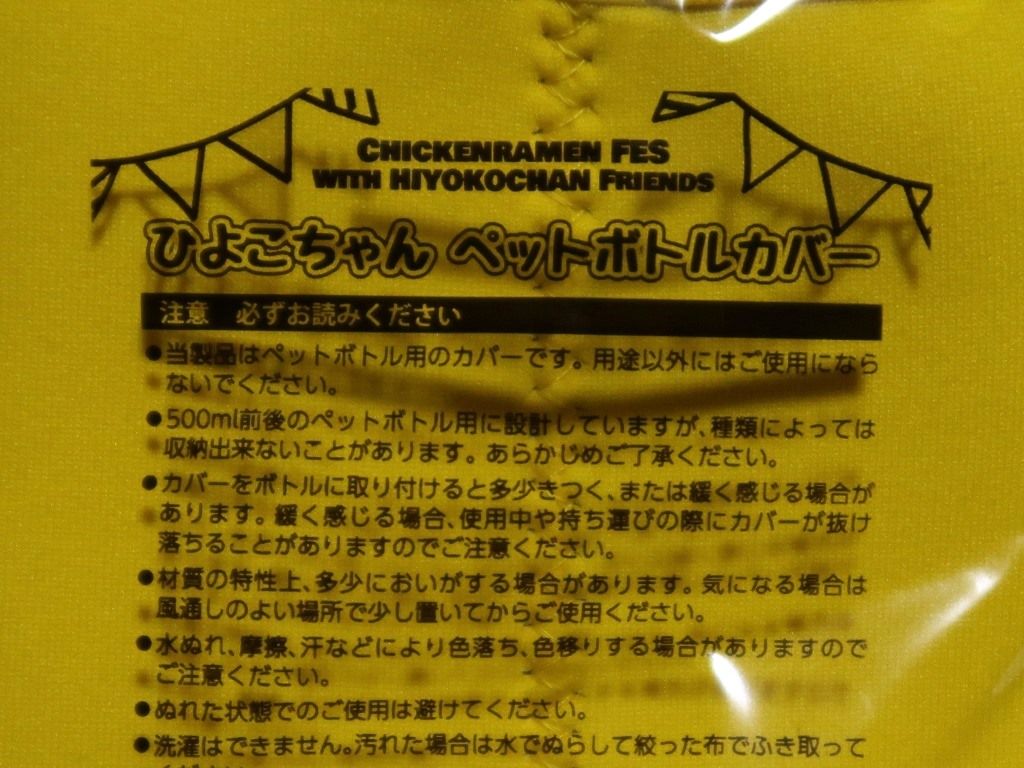 CHICKENRAMEN FES
WITH HIYOKOCHAN FRIENDS
ひよこちゃん ペットボトルカバー
注意 必ずお読みください
●当製品はペットボトル用のカバーです。用途以外にはご使用になら
ないでください。
●500ml前後のペットボトル用に設計していますが、種類によっては
収納出来ないことがあります。あらかじめご了承ください。
●カバーをボトルに取り付けると多少きつく、または緩く感じる場合が
あります。緩く感じる場合、使用中や持ち運びの際にカバーが抜け
落ちることがありますのでご注意ください。
●材質の特性上、多少においがする場合があります。気になる場合は
風通しのよい場所で少し置いてからご使用ください。
●水ぬれ、摩擦、汗などにより色落ち、色移りする場合がありますので
ご注意ください。
●ぬれた状態でのご使用は避けてください。
●洗濯はできません。汚れた場合は水でぬらして絞った布でふき取って